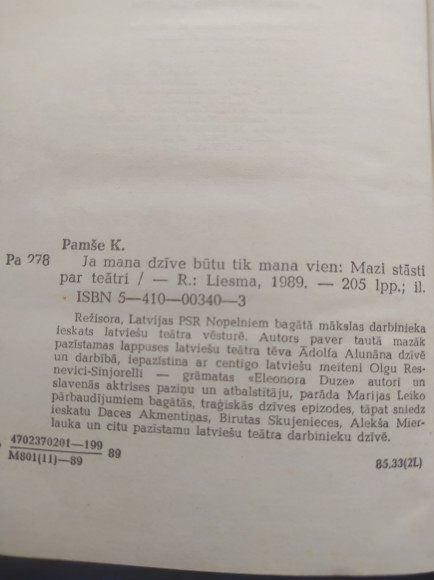 Pamše K.
Pa 278 Ja mana dzīve būtu tik mana vien: Mazi stāsti
par teātri / — R.: Liesma, 1989. — 205 lpp.; il.
ISBN 5—410—00340—3
Režisora, Latvijas PSR Nopelniem bagātā mākslas darbinieka
ieskats latviešu teātra vēsturē. Autors paver tautā mazāk
pazīstamas lappuses latviešu teātra tēva Ādolfa Alunāna dzīvē
un darbībā, iepazīstina ar centīgo latviešu meiteni Olgu Res-
nevici-Sinjorelli — grāmatas «Eleonora Duze» autori un
slavenās aktrises paziņu un atbalstītāju, parāda Marijas Leiko
pārbaudījumiem bagātās, traģiskās dzīves epizodes, tāpat sniedz
ieskatu Daces Akmentiņas, Birutas Skujenieces, Alekša Mier-
lauka un citu pazīstamu latviešu teātra darbinieku dzīvē.
4702370201—199
M801(11)—89 89
85.33(2L)